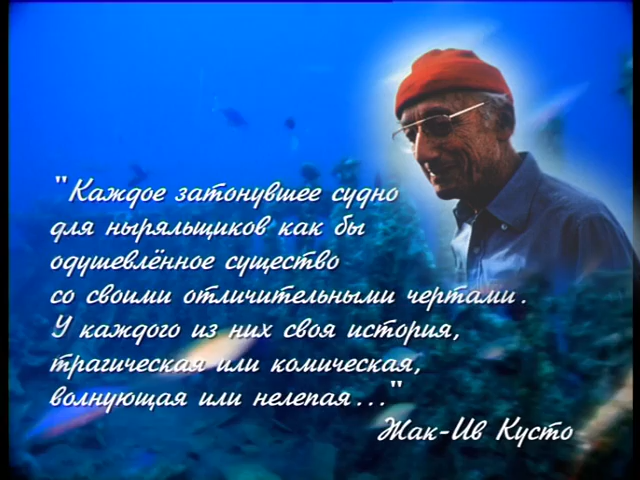 "Каждое затонувшее судно
для ныряльщиков как бы
одушевлённое существо
со своими отличительными чертами.
У каждого из них своя история,
трагическая или комическая,
волнующая или нелепая..."
Жак-Ив Кусто